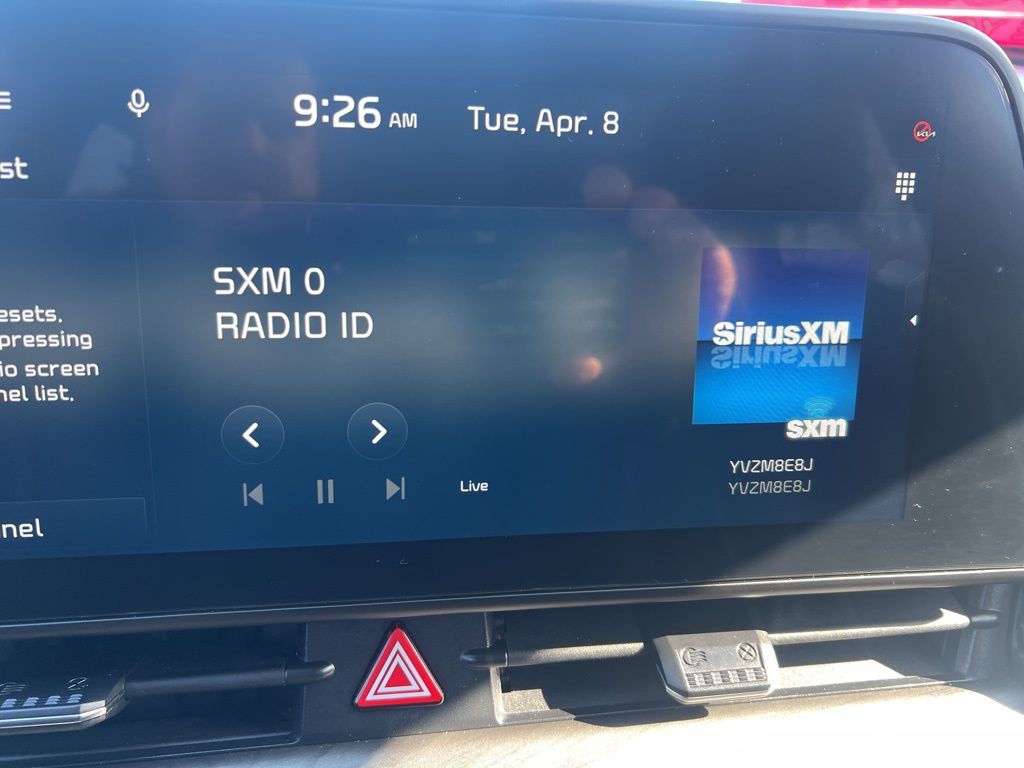 9:26 AM
Tue, Apr. 8
st
SXM 0
RADIO ID
esets.
pressing
io screen
nel list.
nel
Live
SiriusXM
sxm
YVZM8E8J
YVZM8E8J